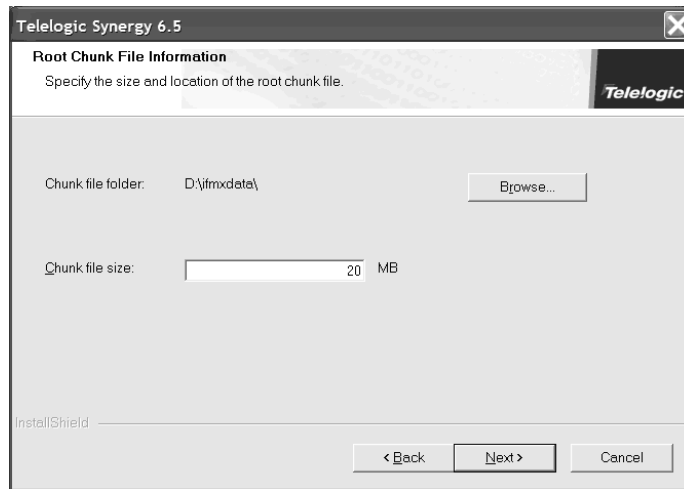 Telelogic Synergy 6.5
Root Chunk File Information
Specify the size and location of the root chunk file.
Telelogic
Chunk file folder: D:\ifmxdata\ Browse...
Chunk file size: 20 MB
InstallShield
< Back Next > Cancel